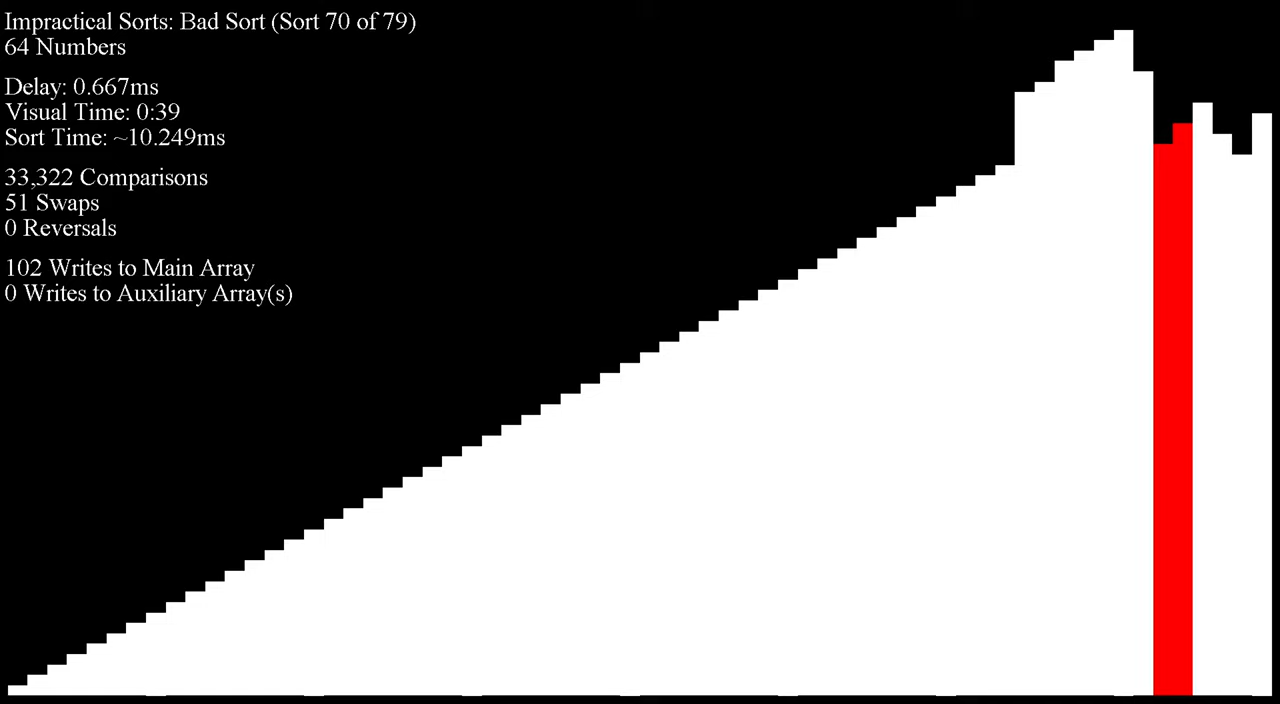 Impractical Sorts: Bad Sort (Sort 70 of 79)
64 Numbers
Delay: 0.667ms
Visual Time: 0:39
Sort Time: ~10.249ms
33,322 Comparisons
51 Swaps
0 Reversals
102 Writes to Main Array
0 Writes to Auxiliary Array(s)